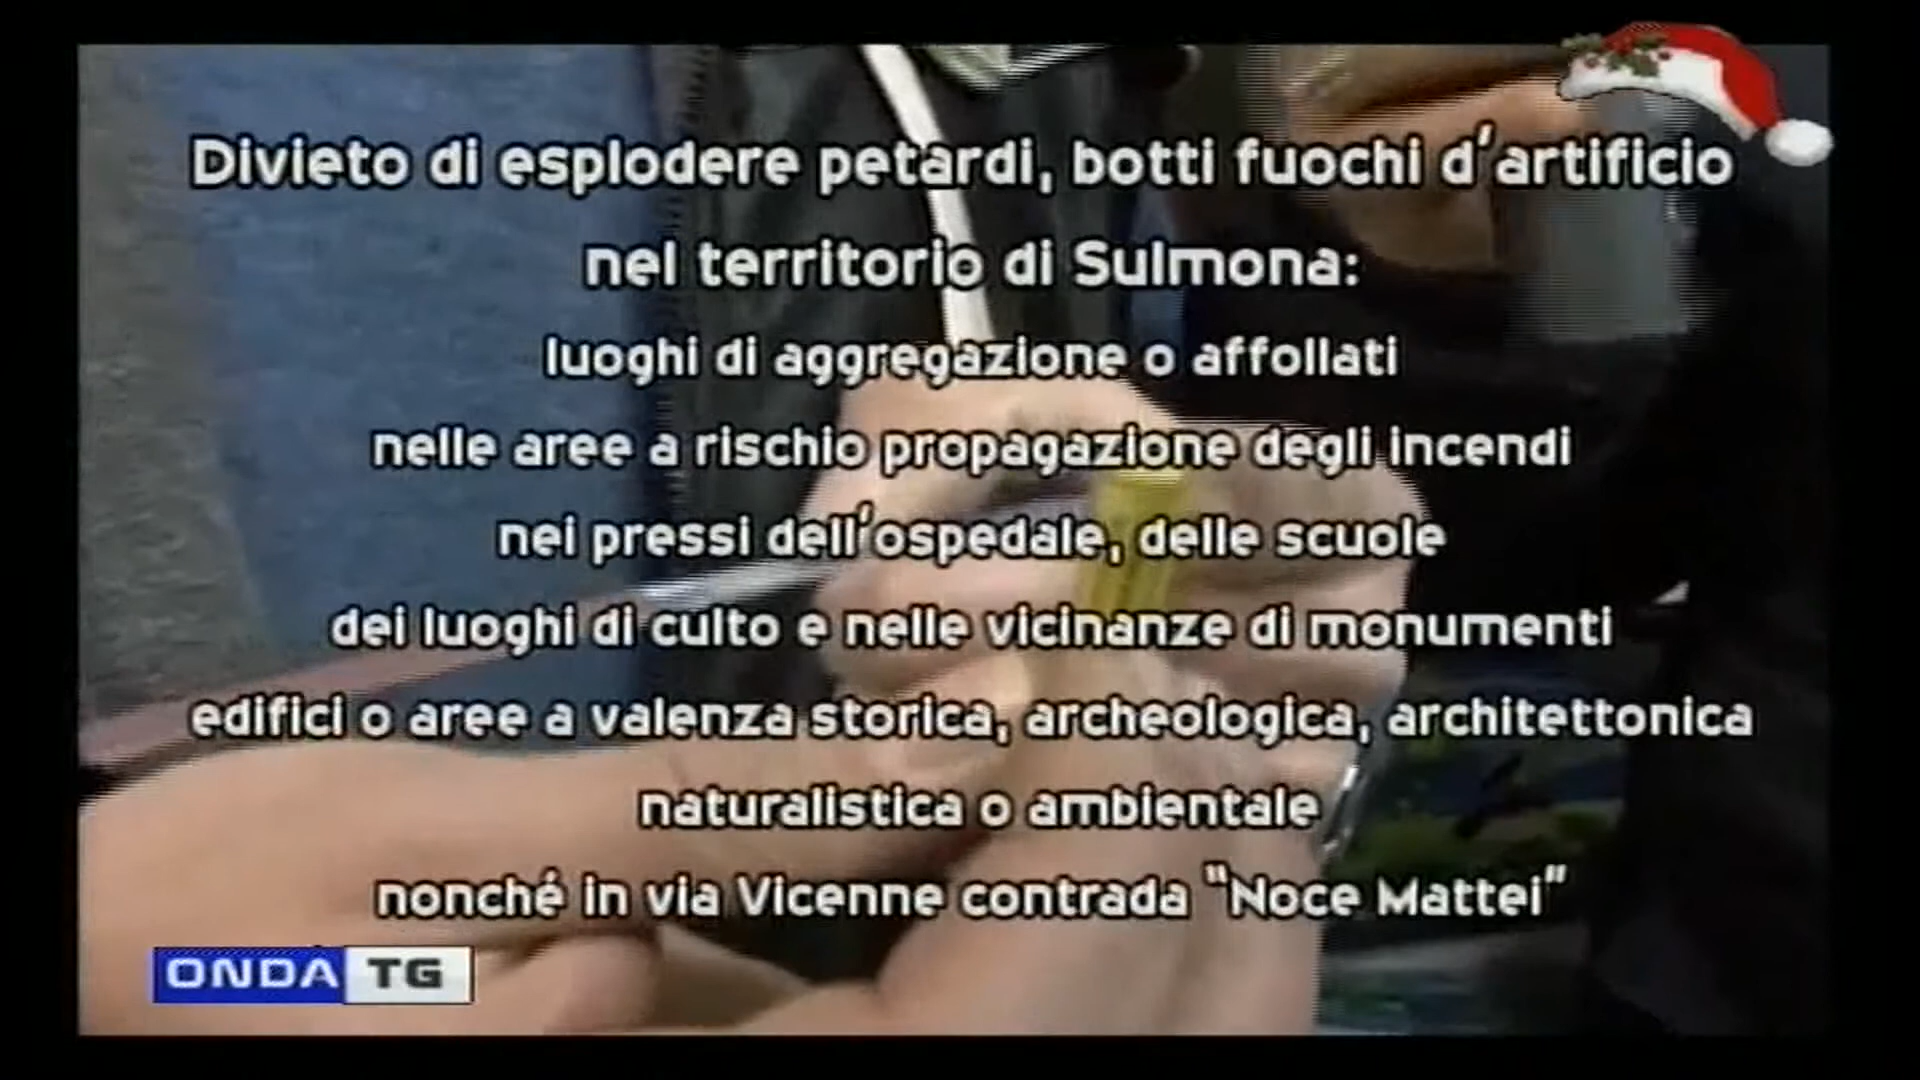 Divieto di esplodere petardi, botti fuochi d'artificio
nel territorio di Sulmona:
luoghi di aggregazione o affollati
nelle aree a rischio propagazione degli incendi
nei pressi dell'ospedale, delle scuole
dei luoghi di culto e nelle vicinanze di monumenti
edifici o aree a valenza storica, archeologica, architettonica
naturalistica o ambientale
nonché in via Vicenne contrada "Noce Mattei"
ONDA TG